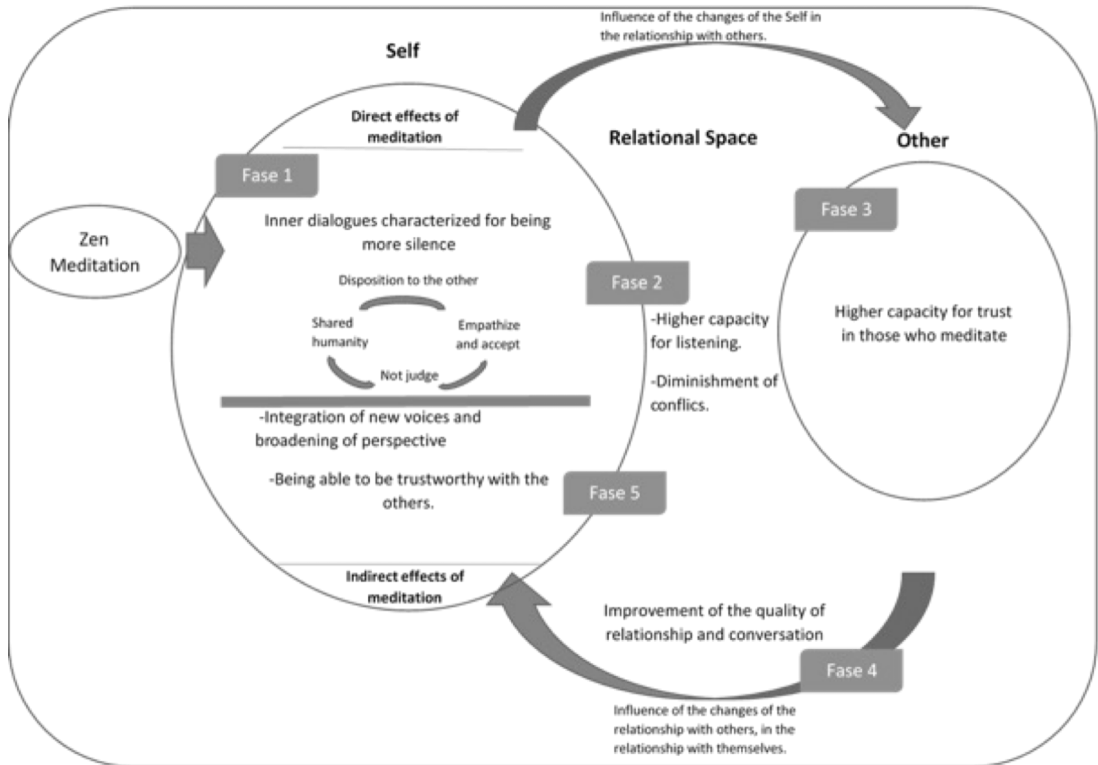 Influence of the changes of the Self in
the relationship with others.
Self
Direct effects of
meditation
Relational Space
Other
Fase 1
Fase 3
Zen
Meditation
Inner dialogues characterized for being
more silence
Disposition to the other
Shared
humanity
Empathize
and accept
Not judge
Fase 2
-Higher capacity
for listening.
-Diminishment of
conflics.
Higher capacity for trust
in those who meditate
-Integration of new voices and
broadening of perspective
-Being able to be trustworthy with the
others.
Fase 5
Indirect effects of
meditation
Improvement of the quality of
relationship and conversation
Fase 4
Influence of the changes of the
relationship with others, in the
relationship with themselves.